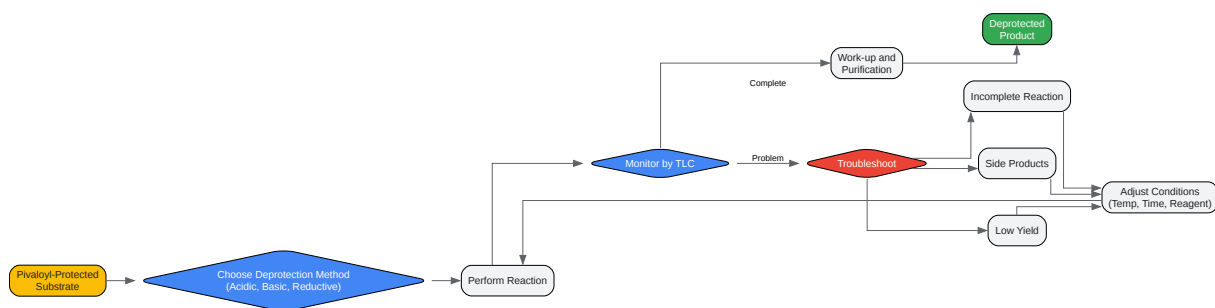 Pivaloyl-Protected
Substrate
Choose Deprotection Method
(Acidic, Basic, Reductive)
Perform Reaction
Monitor by TLC
Complete
Work-up and
Purification
Deprotected
Product
Problem
Troubleshoot
Incomplete Reaction
Side Products
Low Yield
Adjust Conditions
(Temp, Time, Reagent)